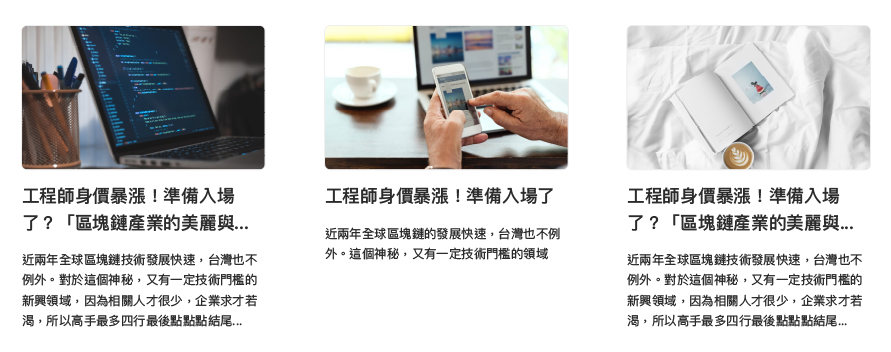 工程師身價暴漲！準備入場
了？「區塊鏈產業的美麗與...
近兩年全球區塊鏈技術發展快速，台灣也不
例外。對於這個神秘，又有一定技術門檻的
新興領域，因為相關人才很少，企業求才若
渴，所以高手最多四行最後點點點結尾...
工程師身價暴漲！準備入場了
近兩年全球區塊鏈的發展快速，台灣也不例
外。這個神秘，又有一定技術門檻的領域
工程師身價暴漲！準備入場
了？「區塊鏈產業的美麗與...
近兩年全球區塊鏈技術發展快速，台灣也不
例外。對於這個神秘，又有一定技術門檻的
新興領域，因為相關人才很少，企業求才若
渴，所以高手最多四行最後點點點結尾...